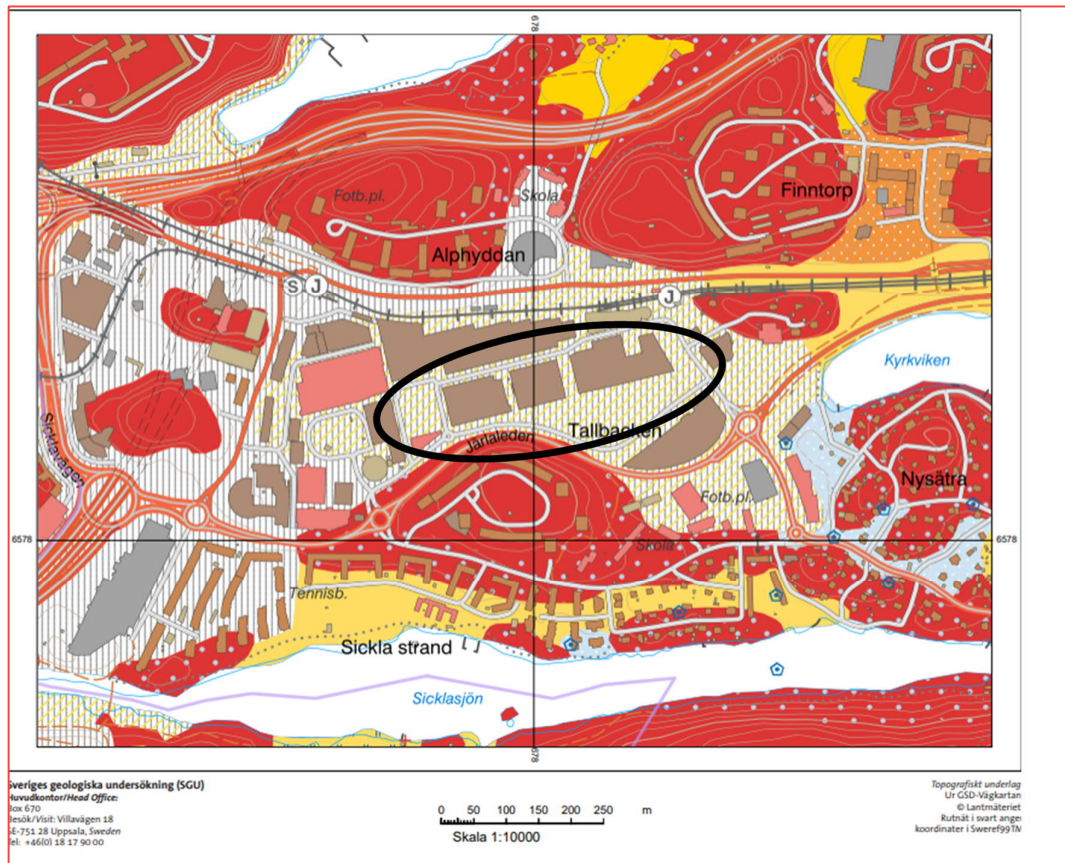 678
Fotb.pl.
Skola
Finntorp
Alphyddan
S J
J
Kyrkviken
Sicklavägen
Järlaleden
Tallbacken
Nysätra
Fotb.pl.
6578
6578
Skola
Tennisb.
Sickla strand
Sicklasjön
678
Sveriges geologiska undersökning (SGU)
Huvudkontor/Head Office:
Box 670
Besök/Visit: Villavägen 18
SE-751 28 Uppsala, Sweden
Tel: +46(0) 18 17 90 00
0 50 100 150 200 250 m
Skala 1:10000
Topografiskt underlag
Ur GSD-Vägkartan
© Lantmäteriet
Rutnät i svart anger
koordinater i Sweref99TM